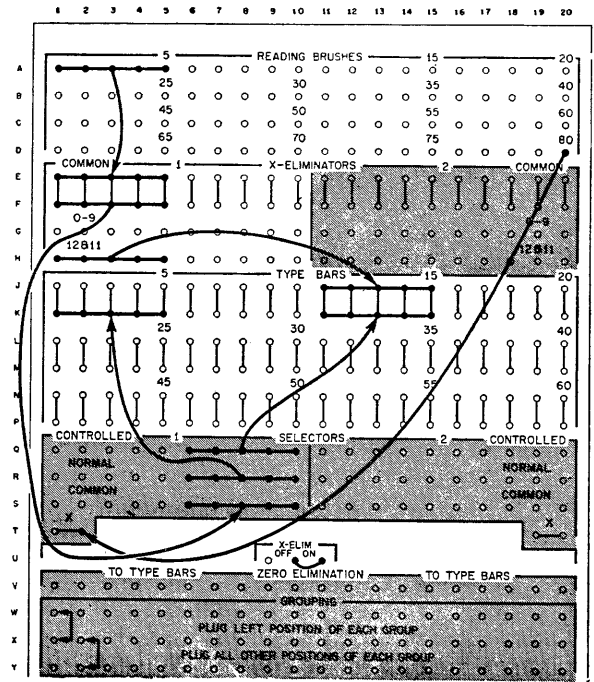 1 2 3 4 5 6 7 8 9 10 11 12 13 14 15 16 17 18 19 20
5 READING BRUSHES 15 20
A
25 30 35 40
B
45 50 55 60
C
65 70 75 80
D
COMMON 1 X-ELIMINATORS 2 COMMON
E
F
0-9 0-9
G
12&11 12&11
H
5 TYPE BARS 15 20
J
K
25 30 35 40
L
M
45 50 55 60
N
P
CONTROLLED 1 SELECTORS 2 CONTROLLED
Q
NORMAL NORMAL
R
COMMON COMMON
S
X X
T
X-ELIM
OFF ON
U
TO TYPE BARS ZERO ELIMINATION TO TYPE BARS
V
GROUPING
W
PLUG LEFT POSITION OF EACH GROUP
X
PLUG ALL OTHER POSITIONS OF EACH GROUP
Y